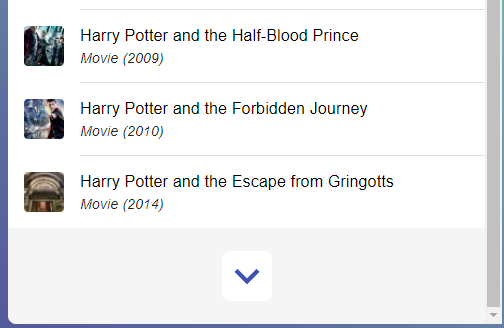 Harry Potter and the Half-Blood Prince
Movie (2009)
Harry Potter and the Forbidden Journey
Movie (2010)
Harry Potter and the Escape from Gringotts
Movie (2014)